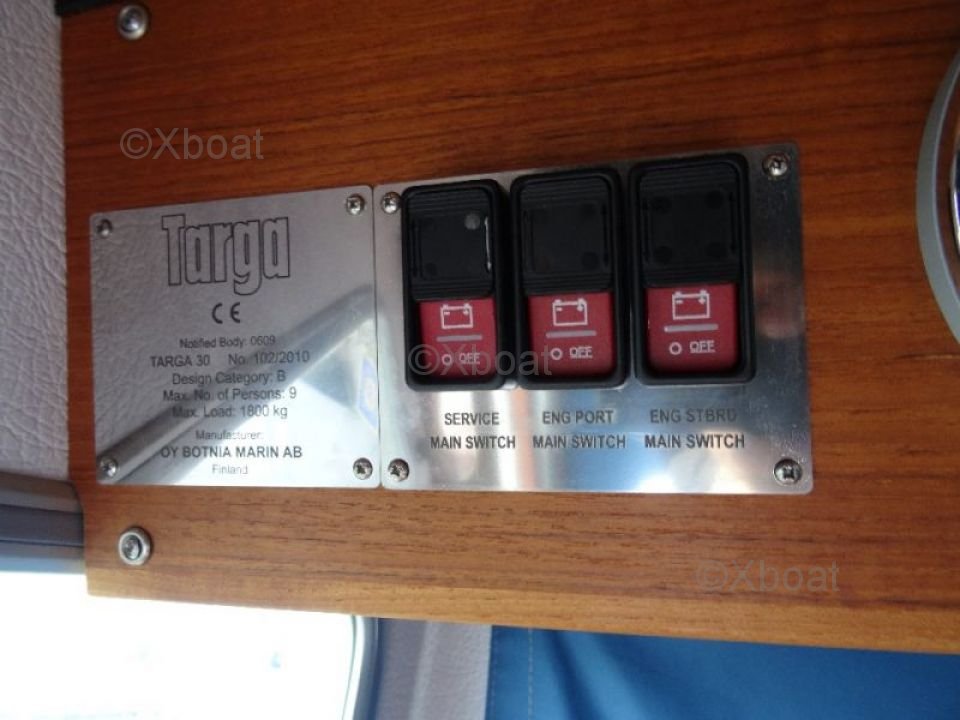 ©Xboat
Targa
CE
Notified Body: 0609
TARGA 30 No. 102/2010
Design Category: B
Max. No. of Persons: 9
Max. Load: 1800 kg
Manufacturer:
OY BOTNIA MARIN AB
Finland
OFF
OFF
OFF
©Xboat
SERVICE
MAIN SWITCH
ENG PORT
MAIN SWITCH
ENG STBRD
MAIN SWITCH
©Xboat